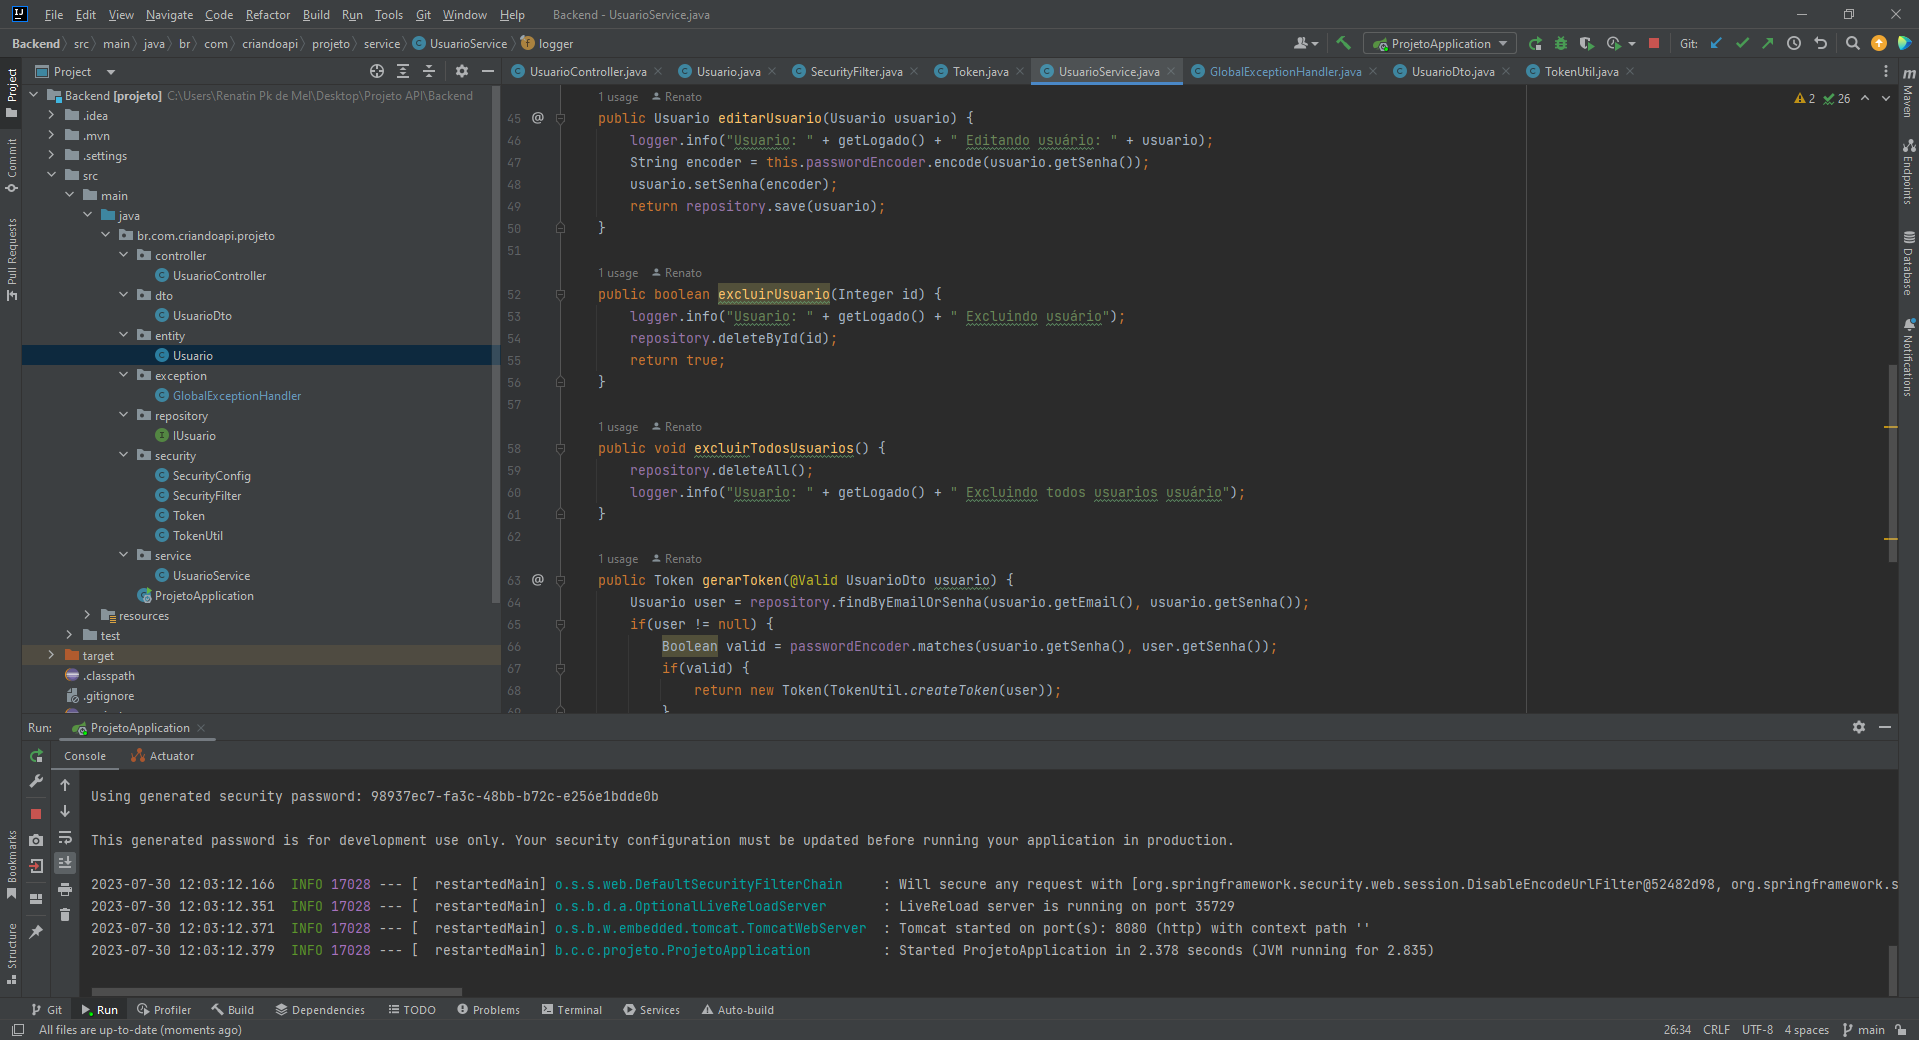 File Edit View Navigate Code Refactor Build Run Tools Git Window Help Backend - UsuarioService.java
Backend src main java br com criandoapi projeto service UsuarioService logger ProjetoApplication Git:
Project
UsuarioController.java Usuario.java SecurityFilter.java Token.java UsuarioService.java GlobalExceptionHandler.java UsuarioDto.java TokenUtil.java
Project
Commit
Pull Requests
Bookmarks
Structure
Backend [projeto] C:\Users\Renatin Pk de Mel\Desktop\Projeto API\Backend
.idea
.mvn
.settings
src
main
java
br.com.criandoapi.projeto
controller
UsuarioController
dto
UsuarioDto
entity
Usuario
exception
GlobalExceptionHandler
repository
IUsuario
security
SecurityConfig
SecurityFilter
Token
TokenUtil
service
UsuarioService
ProjetoApplication
resources
test
target
.classpath
.gitignore
2 26
1 usage Renato
45 @ public Usuario editarUsuario(Usuario usuario) {
46 logger.info("Usuario: " + getLogado() + " Editando usuário: " + usuario);
47 String encoder = this.passwordEncoder.encode(usuario.getSenha());
48 usuario.setSenha(encoder);
49 return repository.save(usuario);
50 }
51
1 usage Renato
52 public boolean excluirUsuario(Integer id) {
53 logger.info("Usuario: " + getLogado() + " Excluindo usuário");
54 repository.deleteById(id);
55 return true;
56 }
57
1 usage Renato
58 public void excluirTodosUsuarios() {
59 repository.deleteAll();
60 logger.info("Usuario: " + getLogado() + " Excluindo todos usuarios usuário");
61 }
62
1 usage Renato
63 @ public Token gerarToken(@Valid UsuarioDto usuario) {
64 Usuario user = repository.findByEmailOrSenha(usuario.getEmail(), usuario.getSenha());
65 if(user != null) {
66 Boolean valid = passwordEncoder.matches(usuario.getSenha(), user.getSenha());
67 if(valid) {
68 return new Token(TokenUtil.createToken(user));
69 }
Maven
Endpoints
Database
Notifications
Run: ProjetoApplication
Console Actuator
Using generated security password: 98937ec7-fa3c-48bb-b72c-e256e1bdde0b
This generated password is for development use only. Your security configuration must be updated before running your application in production.
2023-07-30 12:03:12.166 INFO 17028 --- [ restartedMain] o.s.s.web.DefaultSecurityFilterChain : Will secure any request with [org.springframework.security.web.session.DisableEncodeUrlFilter@52482d98, org.springframework.s
2023-07-30 12:03:12.351 INFO 17028 --- [ restartedMain] o.s.b.d.a.OptionalLiveReloadServer : LiveReload server is running on port 35729
2023-07-30 12:03:12.371 INFO 17028 --- [ restartedMain] o.s.b.w.embedded.tomcat.TomcatWebServer : Tomcat started on port(s): 8080 (http) with context path ''
2023-07-30 12:03:12.379 INFO 17028 --- [ restartedMain] b.c.c.projeto.ProjetoApplication : Started ProjetoApplication in 2.378 seconds (JVM running for 2.835)
Git Run Profiler Build Dependencies TODO Problems Terminal Services Auto-build
All files are up-to-date (moments ago) 26:34 CRLF UTF-8 4 spaces main